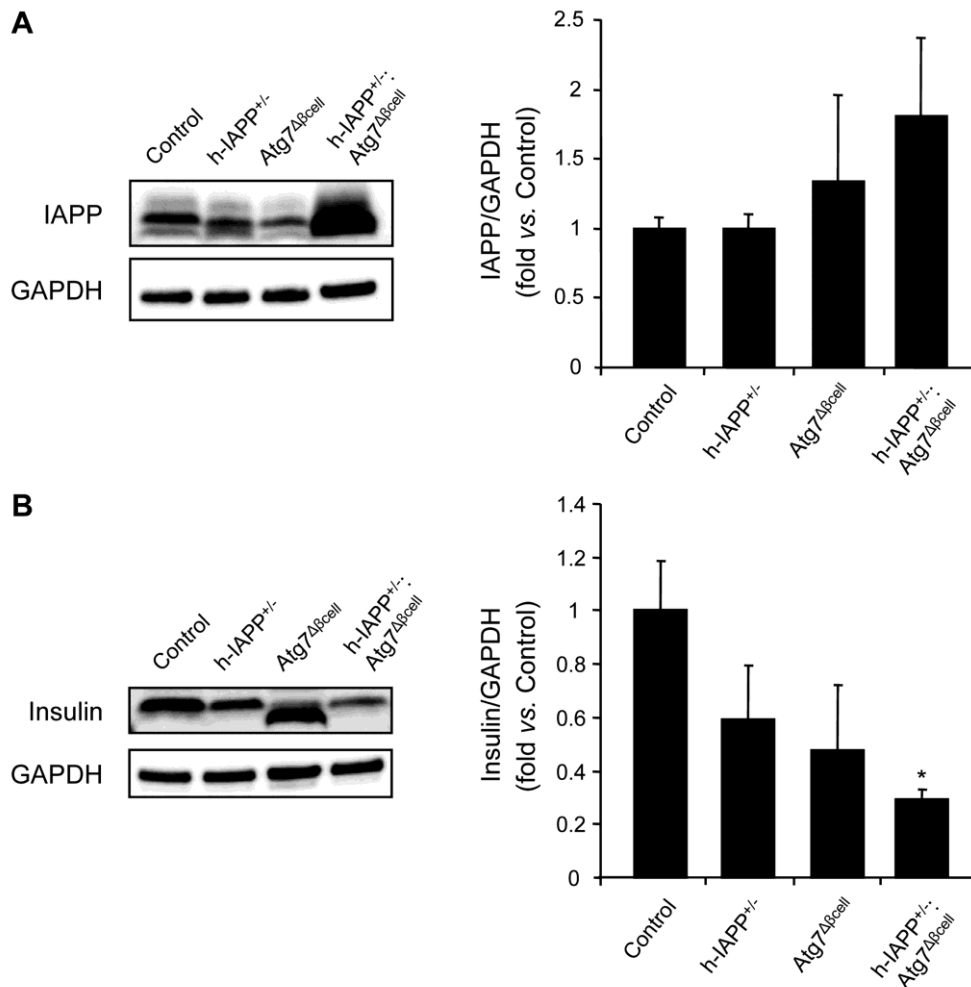 A
Control
h-IAPP+/-
Atg7ΔβCell
h-IAPP+/-:
Atg7ΔβCell
IAPP
GAPDH
IAPP/GAPDH
(fold vs. Control)
2.5
2
1.5
1
0.5
0
Control
h-IAPP+/-
Atg7Δβcell
h-IAPP+/-:
Atg7Δβcell
B
Control
h-IAPP+/-
Atg7Δβcell
h-IAPP+/-:
Atg7Δβcell
Insulin
GAPDH
Insulin/GAPDH
(fold vs. Control)
1.4
1.2
1
0.8
0.6
0.4
0.2
0
*
Control
h-IAPP+/-
Atg7Δβcell
h-IAPP+/-:
Atg7Δβcell